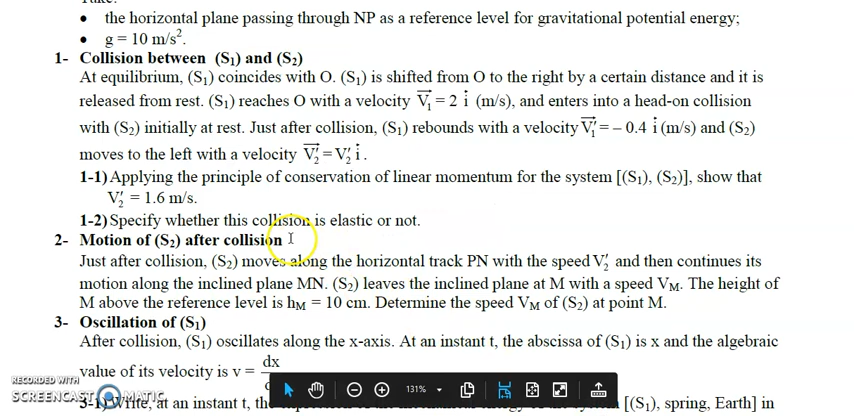 the horizontal plane passing through NP as a reference level for gravitational potential energy;
g = 10 m/s².
1- Collision between (S₁) and (S₂)
At equilibrium, (S₁) coincides with O. (S₁) is shifted from O to the right by a certain distance and it is
released from rest. (S₁) reaches O with a velocity V⃗₁ = 2 i⃗ (m/s), and enters into a head-on collision
with (S₂) initially at rest. Just after collision, (S₁) rebounds with a velocity V⃗′₁ = – 0.4 i⃗ (m/s) and (S₂)
moves to the left with a velocity V⃗′₂ = V′₂ i⃗.
1-1) Applying the principle of conservation of linear momentum for the system [(S₁), (S₂)], show that
V′₂ = 1.6 m/s.
1-2) Specify whether this collision is elastic or not.
2- Motion of (S₂) after collision
Just after collision, (S₂) moves along the horizontal track PN with the speed V′₂ and then continues its
motion along the inclined plane MN. (S₂) leaves the inclined plane at M with a speed V_M. The height of
M above the reference level is h_M = 10 cm. Determine the speed V_M of (S₂) at point M.
3- Oscillation of (S₁)
After collision, (S₁) oscillates along the x-axis. At an instant t, the abscissa of (S₁) is x and the algebraic
value of its velocity is v = dx
3-1) Write, at an instant t, the [(S₁), spring, Earth] in
131%
RECORDED WITH
SCREENCAST MATIC